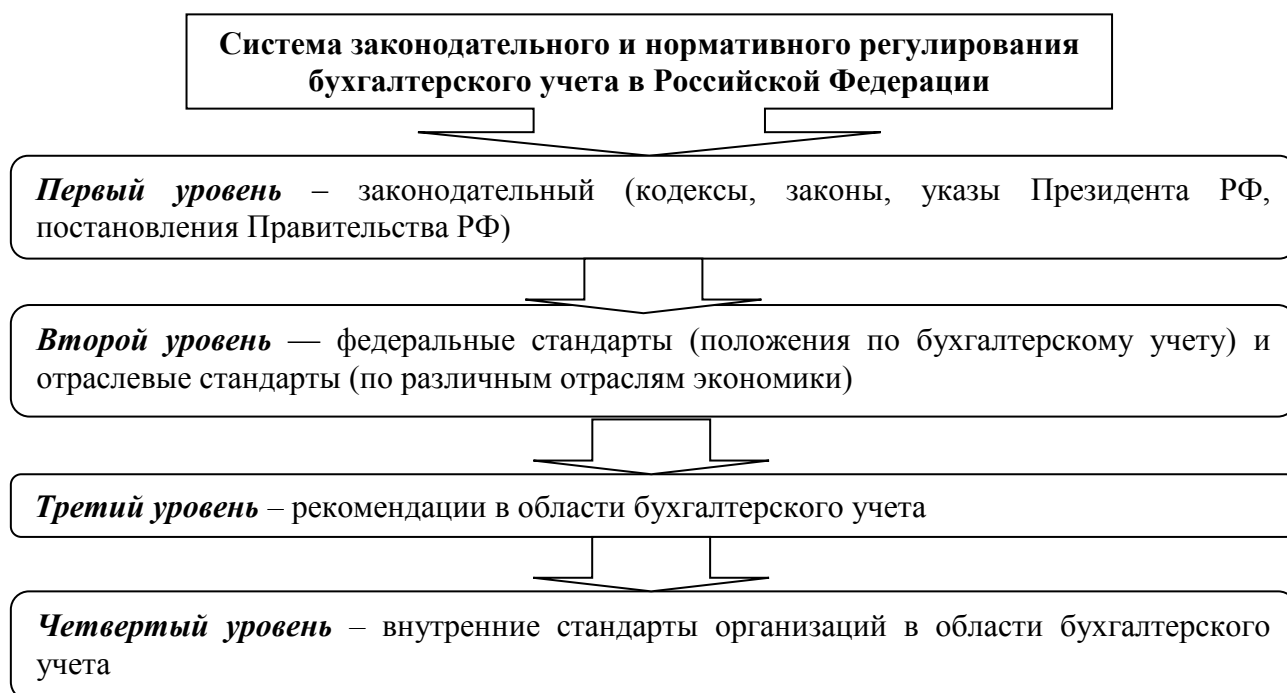 Система законодательного и нормативного регулирования
бухгалтерского учета в Российской Федерации
Первый уровень – законодательный (кодексы, законы, указы Президента РФ,
постановления Правительства РФ)
Второй уровень — федеральные стандарты (положения по бухгалтерскому учету) и
отраслевые стандарты (по различным отраслям экономики)
Третий уровень – рекомендации в области бухгалтерского учета
Четвертый уровень – внутренние стандарты организаций в области бухгалтерского
учета